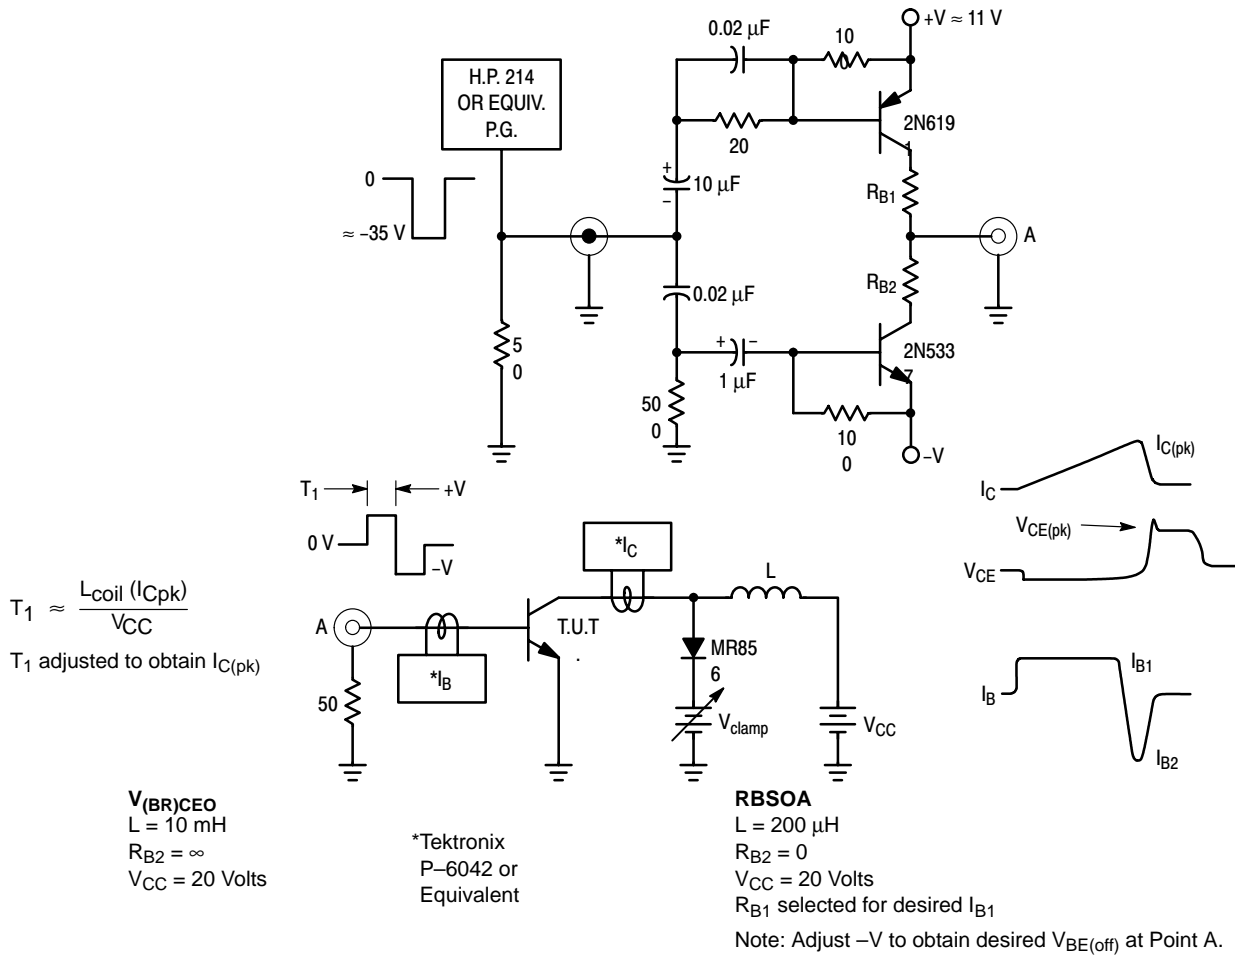 +V ≈ 11 V
0.02 µF
10
0
H.P. 214
OR EQUIV.
P.G.
20
2N619
1
0
≈ –35 V
+
10 µF
–
RB1
A
0.02 µF
RB2
5
0
+ –
1 µF
2N533
7
50
0
10
0
–V
T1
+V
0 V
–V
*IC
L
IC(pk)
IC
VCE(pk)
VCE
T1 ≈ Lcoil (ICpk)
VCC
T1 adjusted to obtain IC(pk)
A
T.U.T
.
*IB
50
MR85
6
Vclamp
VCC
IB1
IB
IB2
V(BR)CEO
L = 10 mH
RB2 = ∞
VCC = 20 Volts
*Tektronix
P–6042 or
Equivalent
RBSOA
L = 200 µH
RB2 = 0
VCC = 20 Volts
RB1 selected for desired IB1
Note: Adjust –V to obtain desired VBE(off) at Point A.